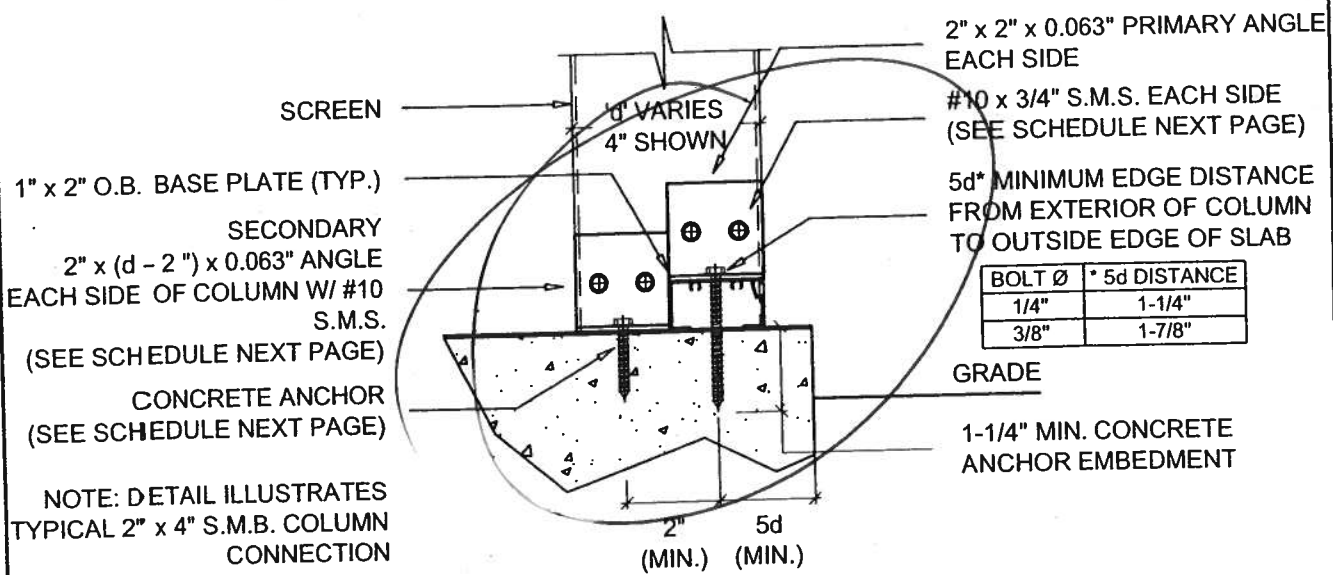 SCREEN
1" x 2" O.B. BASE PLATE (TYP.)
SECONDARY
2" x (d – 2 ") x 0.063" ANGLE
EACH SIDE OF COLUMN W/ #10
S.M.S.
(SEE SCHEDULE NEXT PAGE)
CONCRETE ANCHOR
(SEE SCHEDULE NEXT PAGE)
NOTE: DETAIL ILLUSTRATES
TYPICAL 2" x 4" S.M.B. COLUMN
CONNECTION
'd' VARIES
4" SHOWN
2"
(MIN.)
5d
(MIN.)
2" x 2" x 0.063" PRIMARY ANGLE
EACH SIDE
#10 x 3/4" S.M.S. EACH SIDE
(SEE SCHEDULE NEXT PAGE)
5d* MINIMUM EDGE DISTANCE
FROM EXTERIOR OF COLUMN
TO OUTSIDE EDGE OF SLAB
BOLT Ø * 5d DISTANCE
1/4" 1-1/4"
3/8" 1-7/8"
GRADE
1-1/4" MIN. CONCRETE
ANCHOR EMBEDMENT